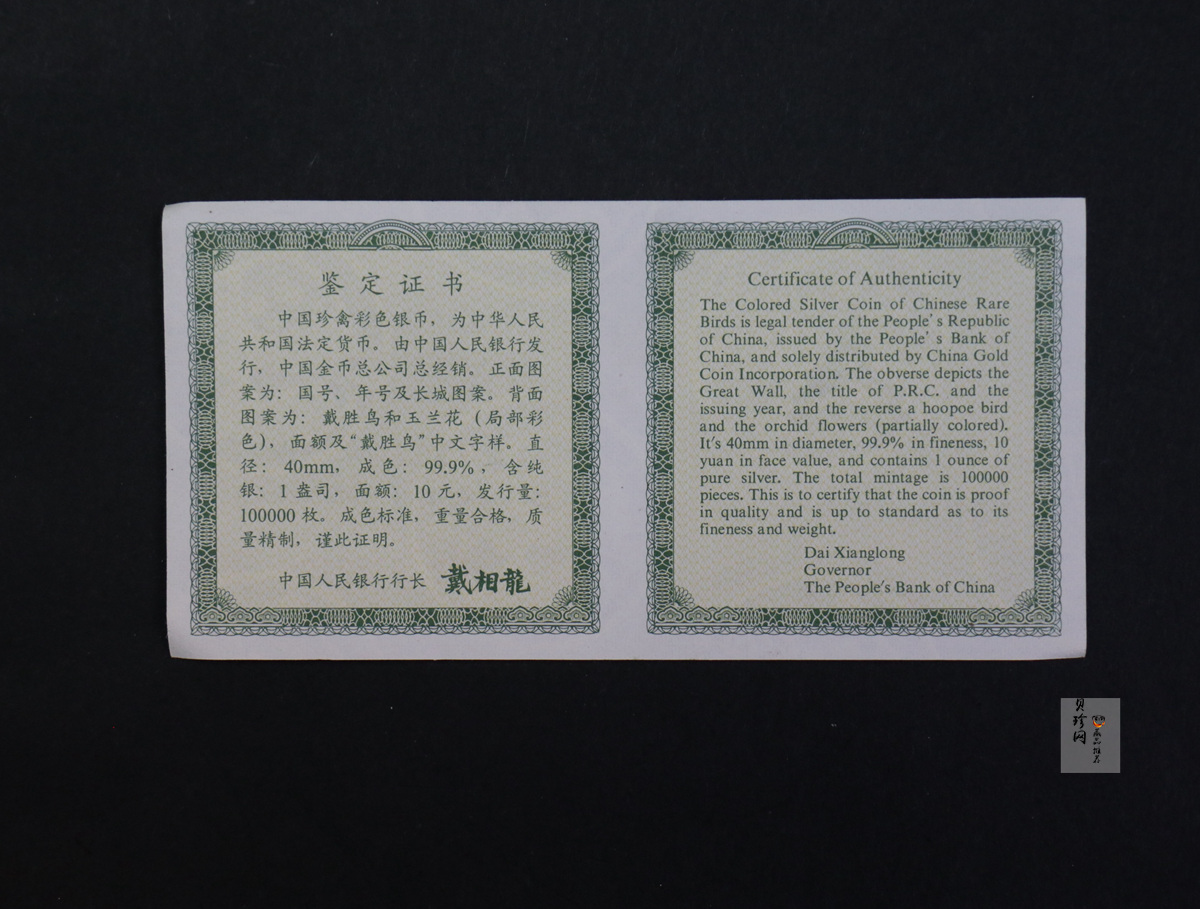 鉴定证书
中国珍禽彩色银币，为中华人民
共和国法定货币。由中国人民银行发
行，中国金币总公司总经销。正面图
案为：国号、年号及长城图案。背面
图案为：戴胜鸟和玉兰花（局部彩
色），面额及“戴胜鸟”中文字样。直
径：40mm，成色：99.9%，含纯
银：1盎司，面额：10元，发行量：
100000枚。成色标准，重量合格，质
量精制，谨此证明。
中国人民银行行长 戴相龍
Certificate of Authenticity
The Colored Silver Coin of Chinese Rare
Birds is legal tender of the People's Republic
of China, issued by the People's Bank of
China, and solely distributed by China Gold
Coin Incorporation. The obverse depicts the
Great Wall, the title of P.R.C. and the
issuing year, and the reverse a hoopoe bird
and the orchid flowers (partially colored).
It's 40mm in diameter, 99.9% in fineness, 10
yuan in face value, and contains 1 ounce of
pure silver. The total mintage is 100000
pieces. This is to certify that the coin is proof
in quality and is up to standard as to its
fineness and weight.
Dai Xianglong
Governor
The People's Bank of China
贝珍网